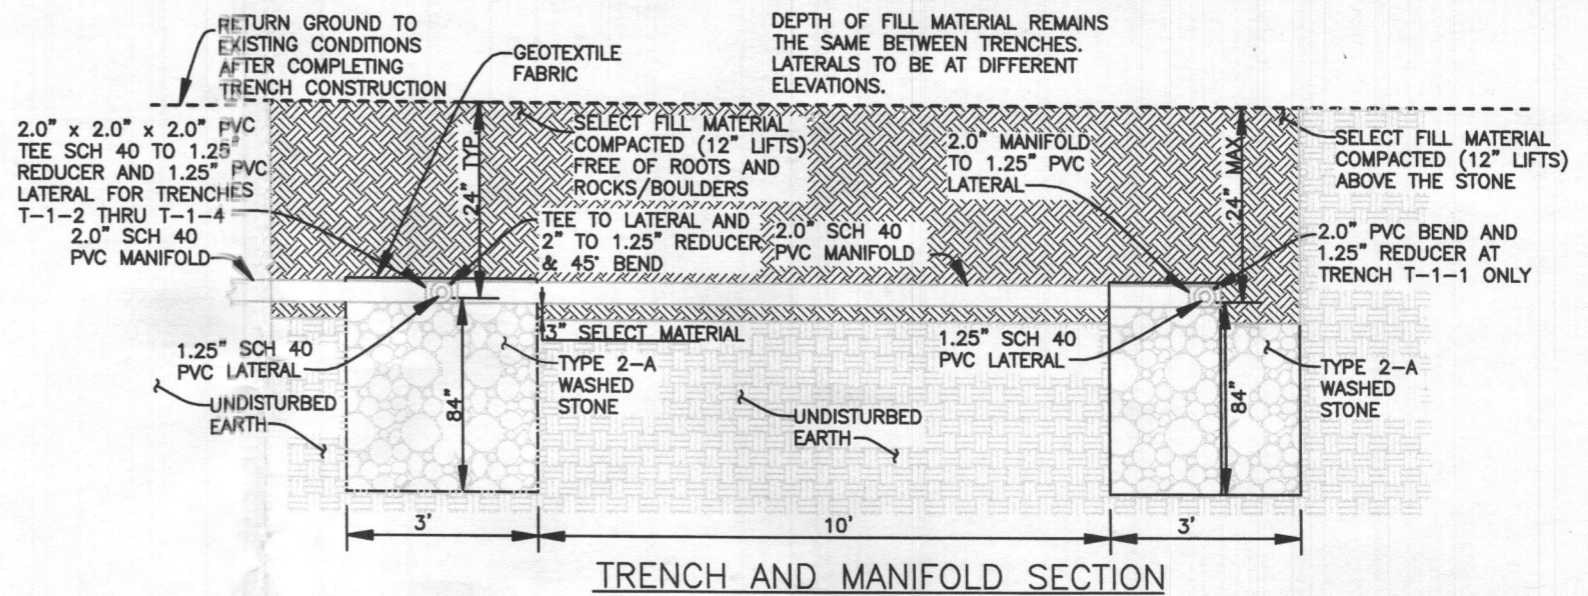 RETURN GROUND TO
EXISTING CONDITIONS
AFTER COMPLETING
TRENCH CONSTRUCTION
GEOTEXTILE
FABRIC
DEPTH OF FILL MATERIAL REMAINS
THE SAME BETWEEN TRENCHES.
LATERALS TO BE AT DIFFERENT
ELEVATIONS.
2.0" x 2.0" x 2.0" PVC
TEE SCH 40 TO 1.25"
REDUCER AND 1.25" PVC
LATERAL FOR TRENCHES
T-1-2 THRU T-1-4
2.0" SCH 40
PVC MANIFOLD
24" TYP
SELECT FILL MATERIAL
COMPACTED (12" LIFTS)
FREE OF ROOTS AND
ROCKS/BOULDERS
TEE TO LATERAL AND
2" TO 1.25" REDUCER
& 45° BEND
2.0" SCH 40
PVC MANIFOLD
2.0" MANIFOLD
TO 1.25" PVC
LATERAL
24" MAX
SELECT FILL MATERIAL
COMPACTED (12" LIFTS)
ABOVE THE STONE
2.0" PVC BEND AND
1.25" REDUCER AT
TRENCH T-1-1 ONLY
3" SELECT MATERIAL
1.25" SCH 40
PVC LATERAL
TYPE 2-A
WASHED
STONE
84"
UNDISTURBED
EARTH
UNDISTURBED
EARTH
1.25" SCH 40
PVC LATERAL
84"
TYPE 2-A
WASHED
STONE
3'
10'
3'
TRENCH AND MANIFOLD SECTION